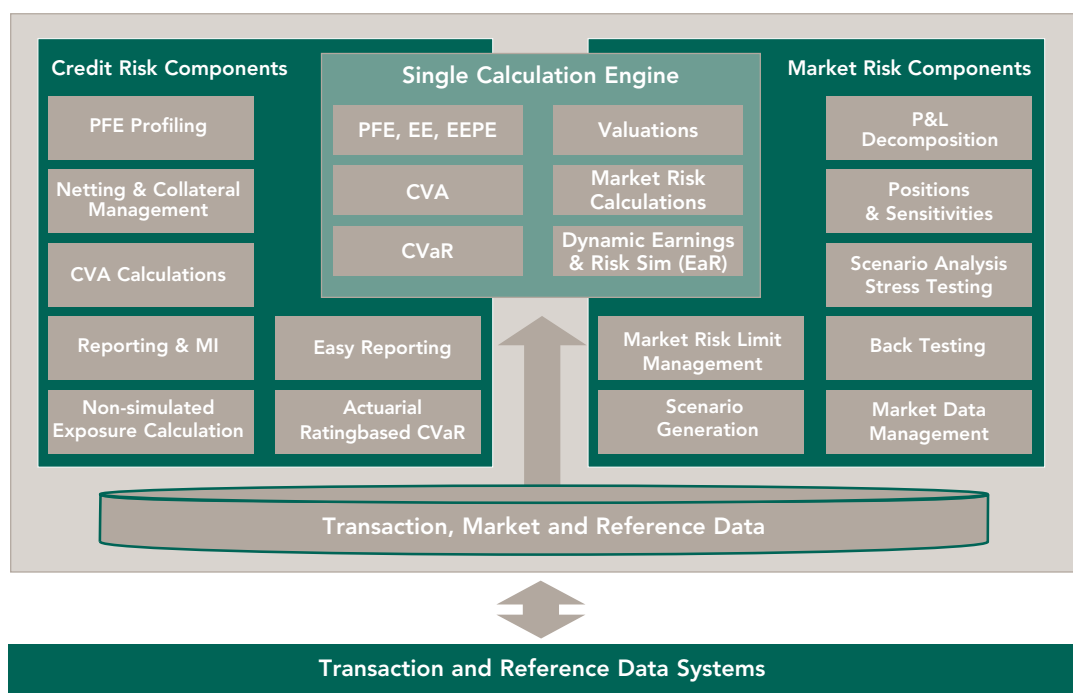 Credit Risk Components
PFE Profiling
Netting & Collateral
Management
CVA Calculations
Reporting & MI
Easy Reporting
Non-simulated
Exposure Calculation
Actuarial
Ratingbased CVaR
Single Calculation Engine
PFE, EE, EEPE
Valuations
CVA
Market Risk
Calculations
CVaR
Dynamic Earnings
& Risk Sim (EaR)
Market Risk Components
P&L
Decomposition
Positions
& Sensitivities
Scenario Analysis
Stress Testing
Market Risk Limit
Management
Back Testing
Scenario
Generation
Market Data
Management
Transaction, Market and Reference Data
Transaction and Reference Data Systems